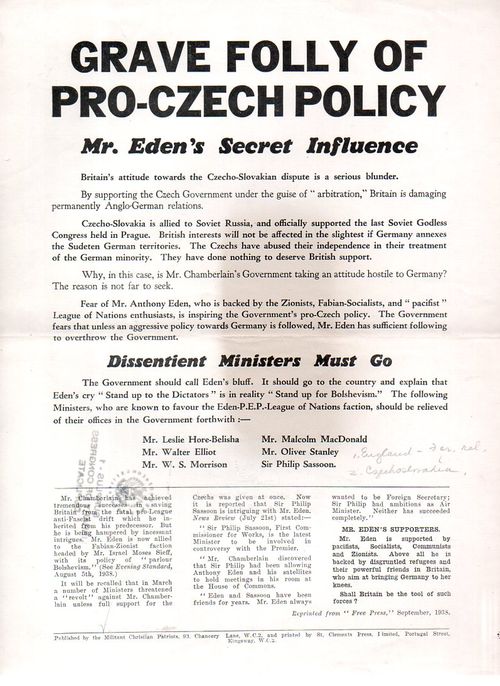 GRAVE FOLLY OF
PRO-CZECH POLICY
Mr. Eden's Secret Influence
Britain's attitude towards the Czecho-Slovakian dispute is a serious blunder.
By supporting the Czech Government under the guise of " arbitration," Britain is damaging
permanently Anglo-German relations.
Czecho-Slovakia is allied to Soviet Russia, and officially supported the last Soviet Godless
Congress held in Prague. British interests will not be affected in the slightest if Germany annexes
the Sudeten German territories. The Czechs have abused their independence in their treatment
of the German minority. They have done nothing to deserve British support.
Why, in this case, is Mr. Chamberlain's Government taking an attitude hostile to Germany?
The reason is not far to seek.
Fear of Mr. Anthony Eden, who is backed by the Zionists, Fabian-Socialists, and " pacifist "
League of Nations enthusiasts, is inspiring the Government's pro-Czech policy. The Government
fears that unless an aggressive policy towards Germany is followed, Mr. Eden has sufficient following
to overthrow the Government.
Dissentient Ministers Must Go
The Government should call Eden's bluff. It should go to the country and explain that
Eden's cry " Stand up to the Dictators " is in reality " Stand up for Bolshevism." The following
Ministers, who are known to favour the Eden-P.E.P.-League of Nations faction, should be relieved
of their offices in the Government forthwith :—
Mr. Leslie Hore-Belisha
Mr. Walter Elliot
Mr. W. S. Morrison
Mr. Malcolm MacDonald
Mr. Oliver Stanley
Sir Philip Sassoon.
1. England - For. rel.
2. Czechoslovakia.
Mr. Chamberlain has achieved
tremendous successes in saving
Britain from the fatal pro-League
anti-Fascist drift which he in-
herited from his predecessor. But
he is being hampered by incessant
intrigues. Mr. Eden is now allied
to the Fabian-Zionist faction
headed by Mr. Israel Moses Sieff,
with its policy of " parlour
Bolshevism." (See Evening Standard,
August 5th, 1938.)
It will be recalled that in March
a number of Ministers threatened
a " revolt " against Mr. Chamber-
lain unless full support for the
Czechs was given at once. Now
it is reported that Sir Philip
Sassoon is intriguing with Mr. Eden.
News Review (July 21st) stated:—
" Sir Philip Sassoon, First Com-
missioner for Works, is the latest
Minister to be involved in
controversy with the Premier.
" Mr. Chamberlain discovered
that Sir Philip had been allowing
Anthony Eden and his satellites
to hold meetings in his room at
the House of Commons.
" Eden and Sassoon have been
friends for years. Mr. Eden always
wanted to be Foreign Secretary;
Sir Philip had ambitions as Air
Minister. Neither has succeeded
completely."
MR. EDEN'S SUPPORTERS.
Mr. Eden is supported by
pacifists, Socialists, Communists
and Zionists. Above all he is
backed by disgruntled refugees and
their powerful friends in Britain,
who aim at bringing Germany to her
knees.
Shall Britain be the tool of such
forces ?
Reprinted from " Free Press," September, 1938.
Published by the Militant Christian Patriots, 93, Chancery Lane, W.C.2, and printed by St. Clements Press, Limited, Portugal Street,
Kingsway, W.C.2.